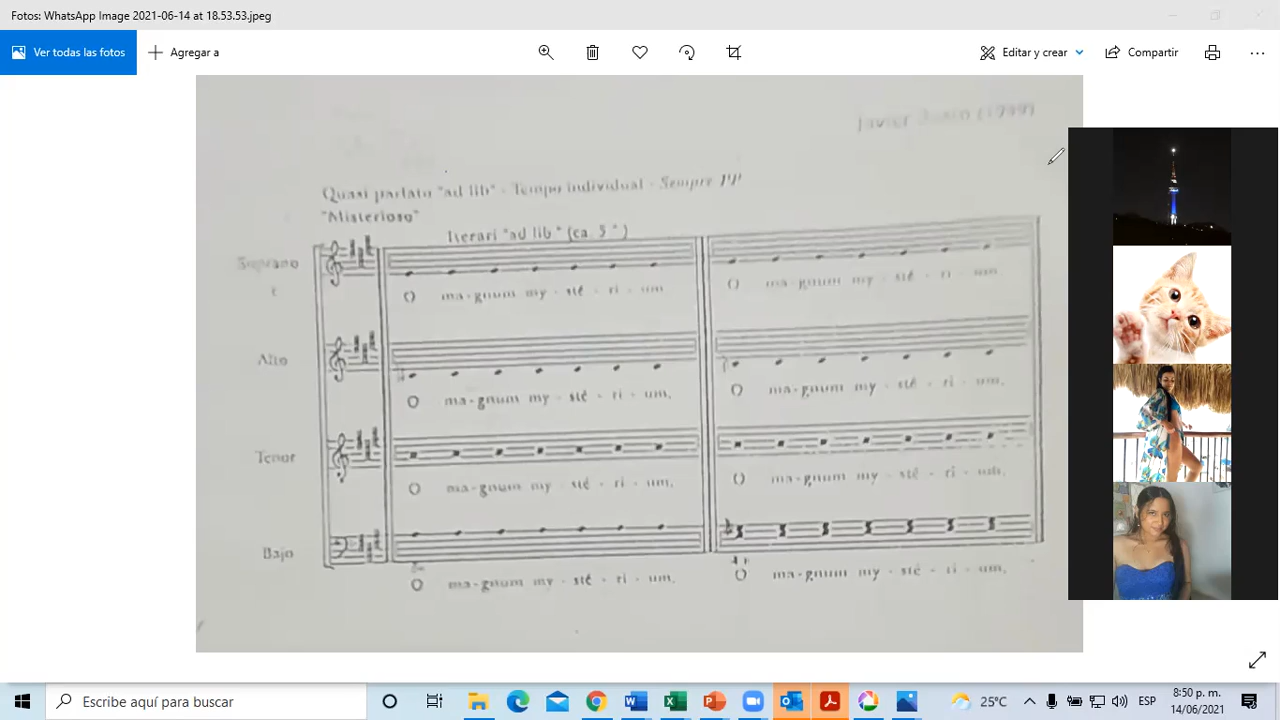 Fotos: WhatsApp Image 2021-06-14 at 18.53.53.jpeg
Ver todas las fotos
Agregar a
Editar y crear
Compartir
(1949)
Quasi parlato "ad lib" - Tempo individual - Sempre pp
"Misterioso"
Iterari "ad lib" (ca. 5")
Soprano
O ma-gnum my - sté - ri - um
O ma-gnum my - sté - ri - um
Alto
O ma-gnum my - sté - ri - um,
O ma-gnum my - sté - ri - um,
Tenor
O ma-gnum my - sté - ri - um,
O ma-gnum my - sté - ri - um,
Bajo
O ma-gnum my - sté - ri - um,
O ma-gnum my - sté - ri - um,
Escribe aquí para buscar
25°C
ESP
8:50 p. m.
14/06/2021